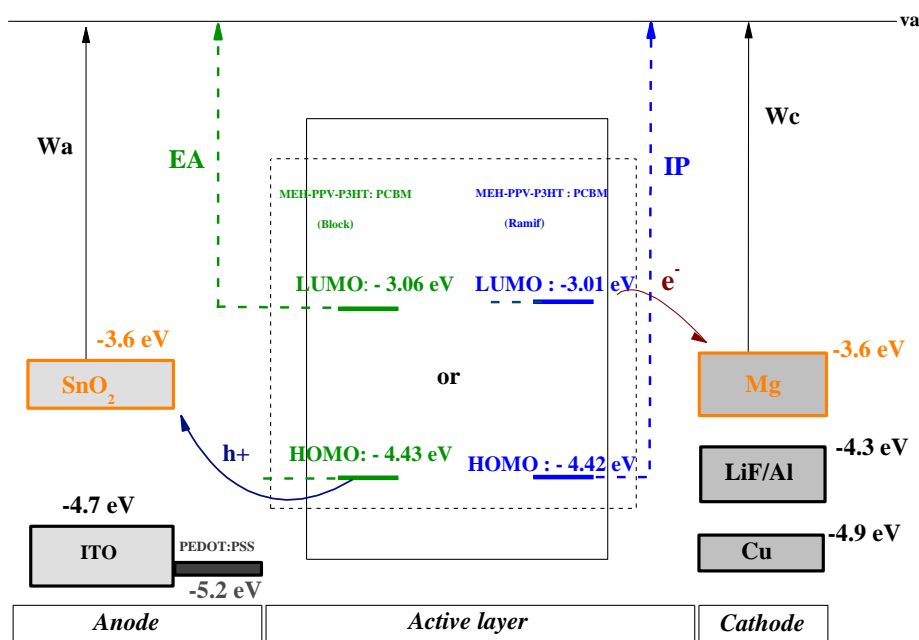 va
Wa
Wc
EA
IP
MEH-PPV-P3HT: PCBM
(Block)
MEH-PPV-P3HT : PCBM
(Ramif)
LUMO: - 3.06 eV
LUMO : -3.01 eV
e-
-3.6 eV
SnO2
-3.6 eV
Mg
or
h+
HOMO: - 4.43 eV
HOMO : - 4.42 eV
-4.3 eV
LiF/Al
-4.7 eV
ITO
PEDOT:PSS
-5.2 eV
-4.9 eV
Cu
Anode
Active layer
Cathode